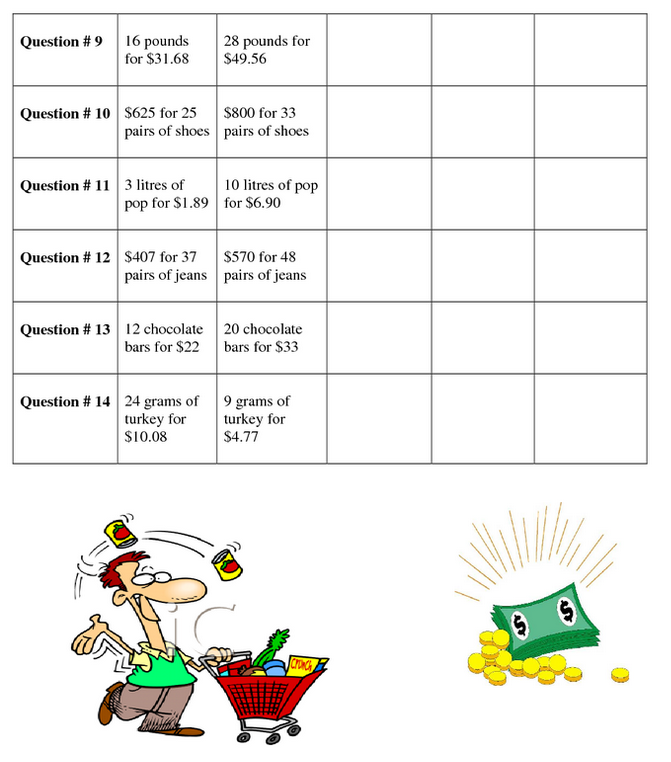 Question # 9
16 pounds
for $31.68
28 pounds for
$49.56
Question # 10
$625 for 25
pairs of shoes
$800 for 33
pairs of shoes
Question # 11
3 litres of
pop for $1.89
10 litres of pop
for $6.90
Question # 12
$407 for 37
pairs of jeans
$570 for 48
pairs of jeans
Question # 13
12 chocolate
bars for $22
20 chocolate
bars for $33
Question # 14
24 grams of
turkey for
$10.08
9 grams of
turkey for
$4.77
iC
CRUNCH
$ $